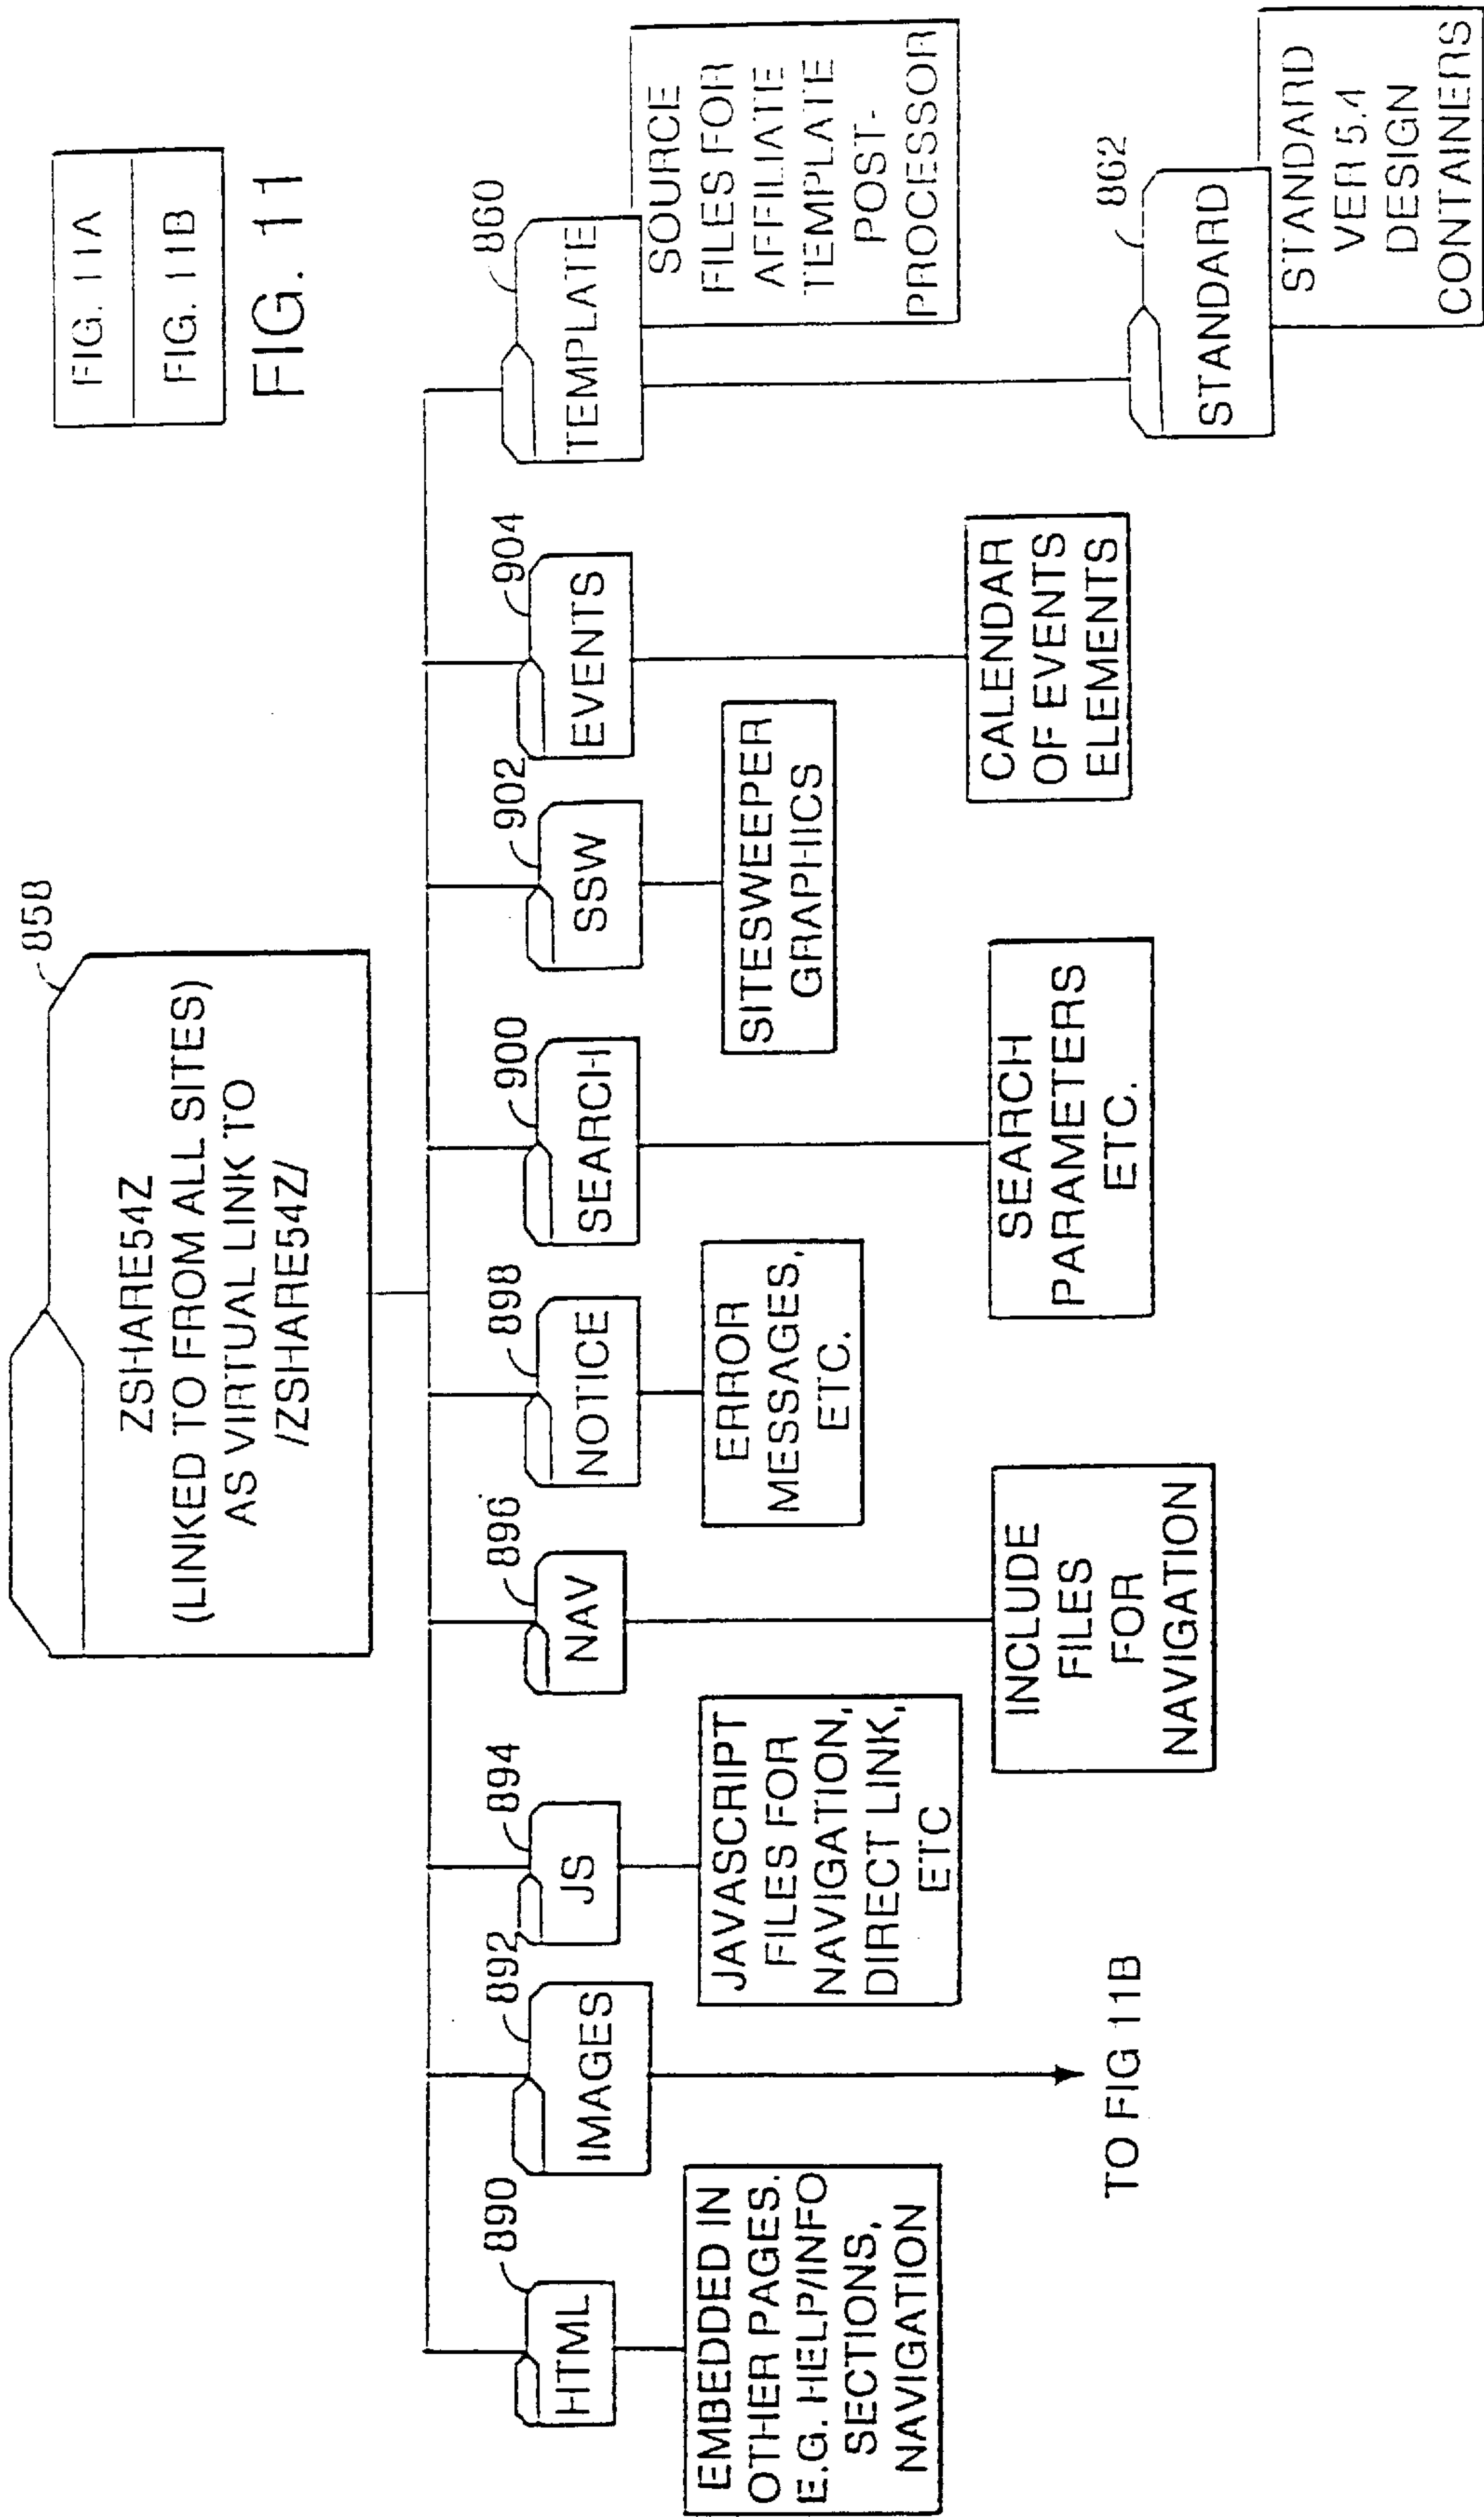 FIG. 11A
FIG. 11B
FIG. 11
858
ZSHARE54Z
(LINKED TO FROM ALL SITES)
AS VIRTUAL LINK TO
/ZSHARE54Z/
890
HTML
EMBEDDED IN
OTHER PAGES.
E.G. HELP/INFO
SECTIONS,
NAVIGATION
892
IMAGES
TO FIG 11B
894
JS
JAVASCRIPT
FILES FOR
NAVIGATION,
DIRECT LINK,
ETC
896
NAV
INCLUDE
FILES
FOR
NAVIGATION
898
NOTICE
ERROR
MESSAGES,
ETC.
900
SEARCH
SEARCH
PARAMETERS
ETC.
902
SSW
SITESWEEPER
GRAPHICS
904
EVENTS
CALENDAR
OF EVENTS
ELEMENTS
860
TEMPLATE
SOURCE
FILES FOR
AFFILIATE
TEMPLATE
POST-
PROCESSOR
862
STANDARD
STANDARD
VER 5.4
DESIGN
CONTAINERS